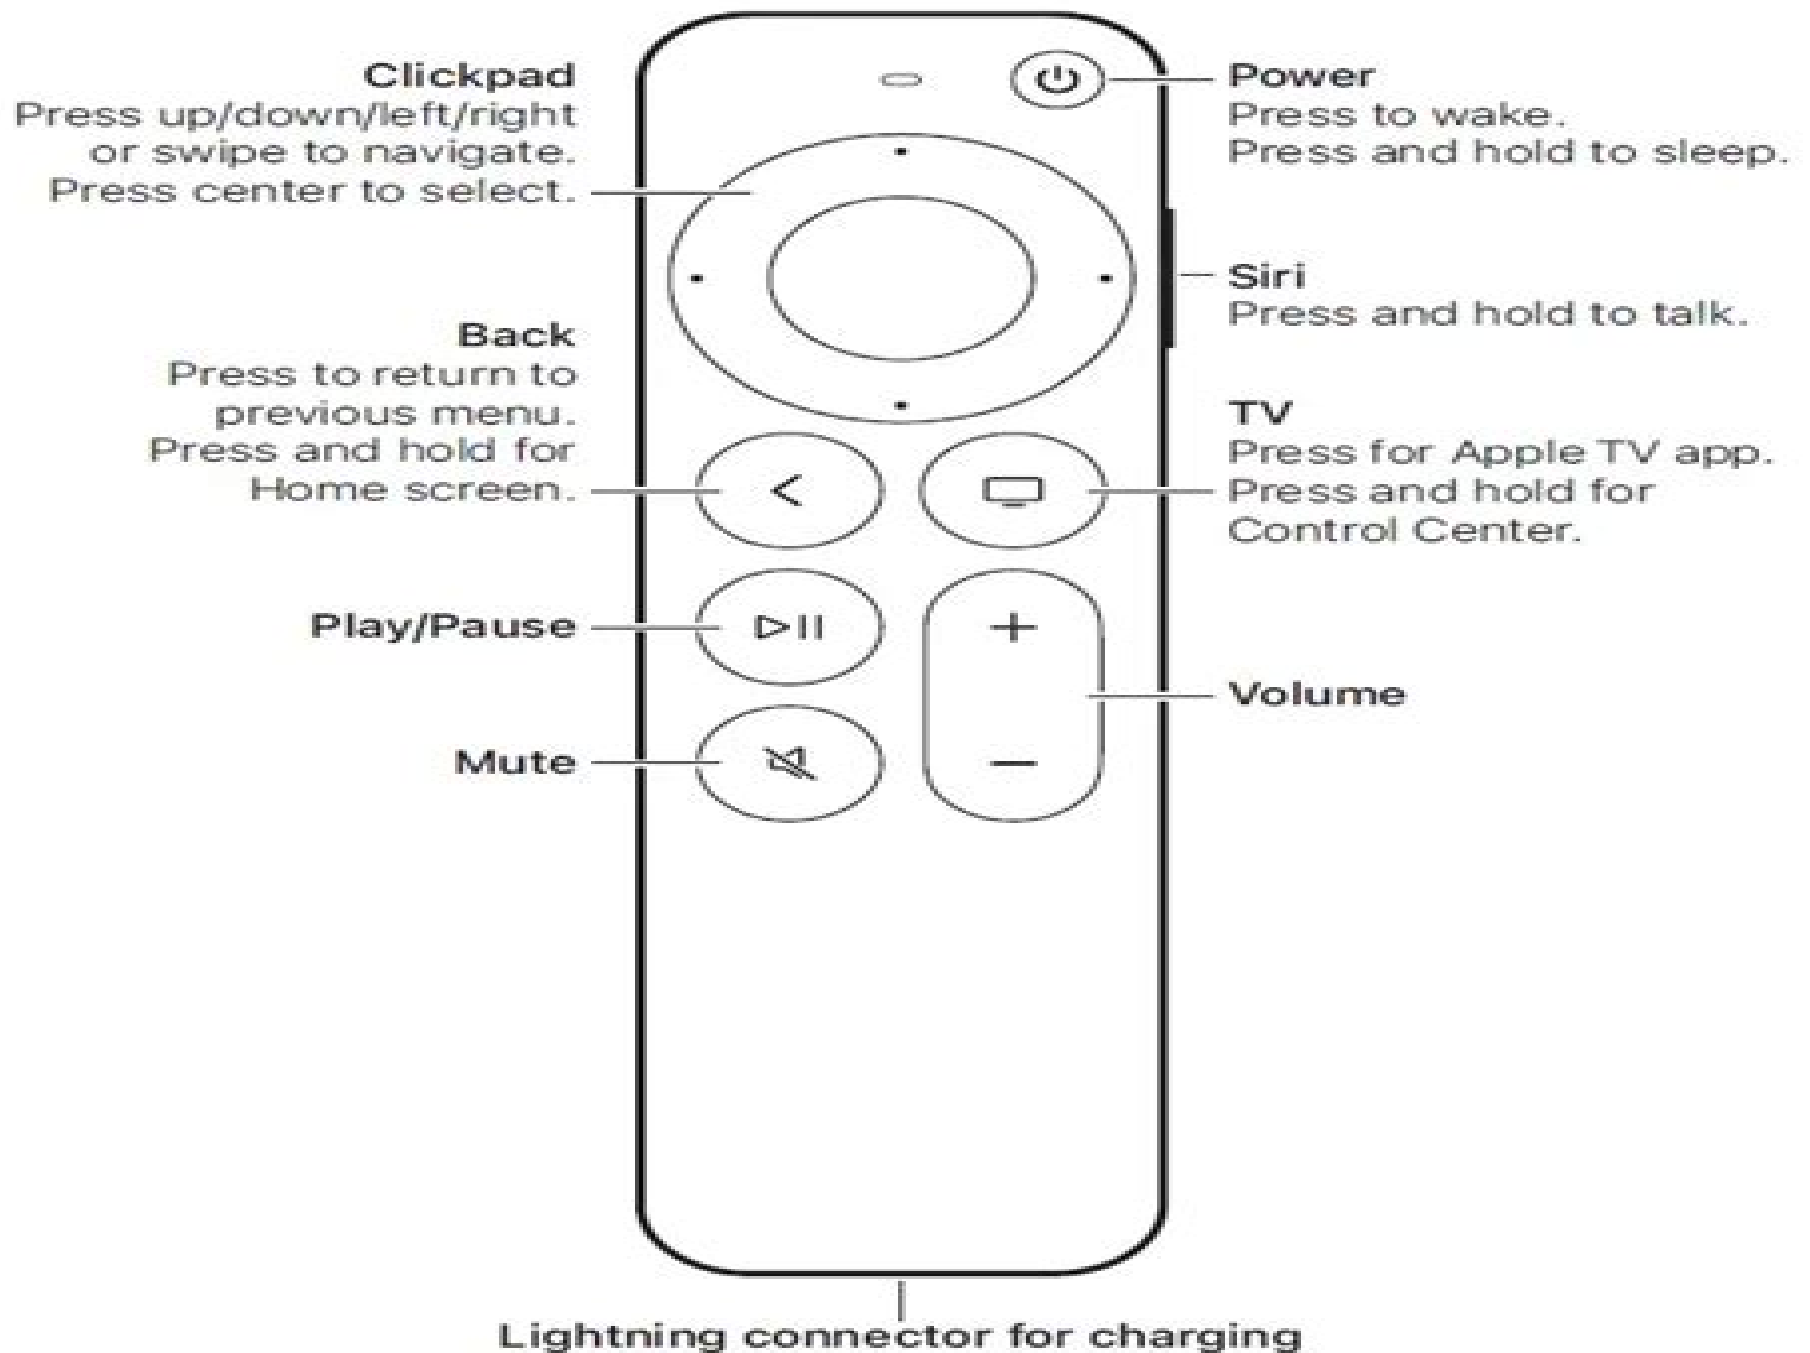 Clickpad
Press up/down/left/right
or swipe to navigate.
Press center to select.
Back
Press to return to
previous menu.
Press and hold for
Home screen.
Play/Pause
Mute
Power
Press to wake.
Press and hold to sleep.
Siri
Press and hold to talk.
TV
Press for Apple TV app.
Press and hold for
Control Center.
Volume
Lightning connector for charging